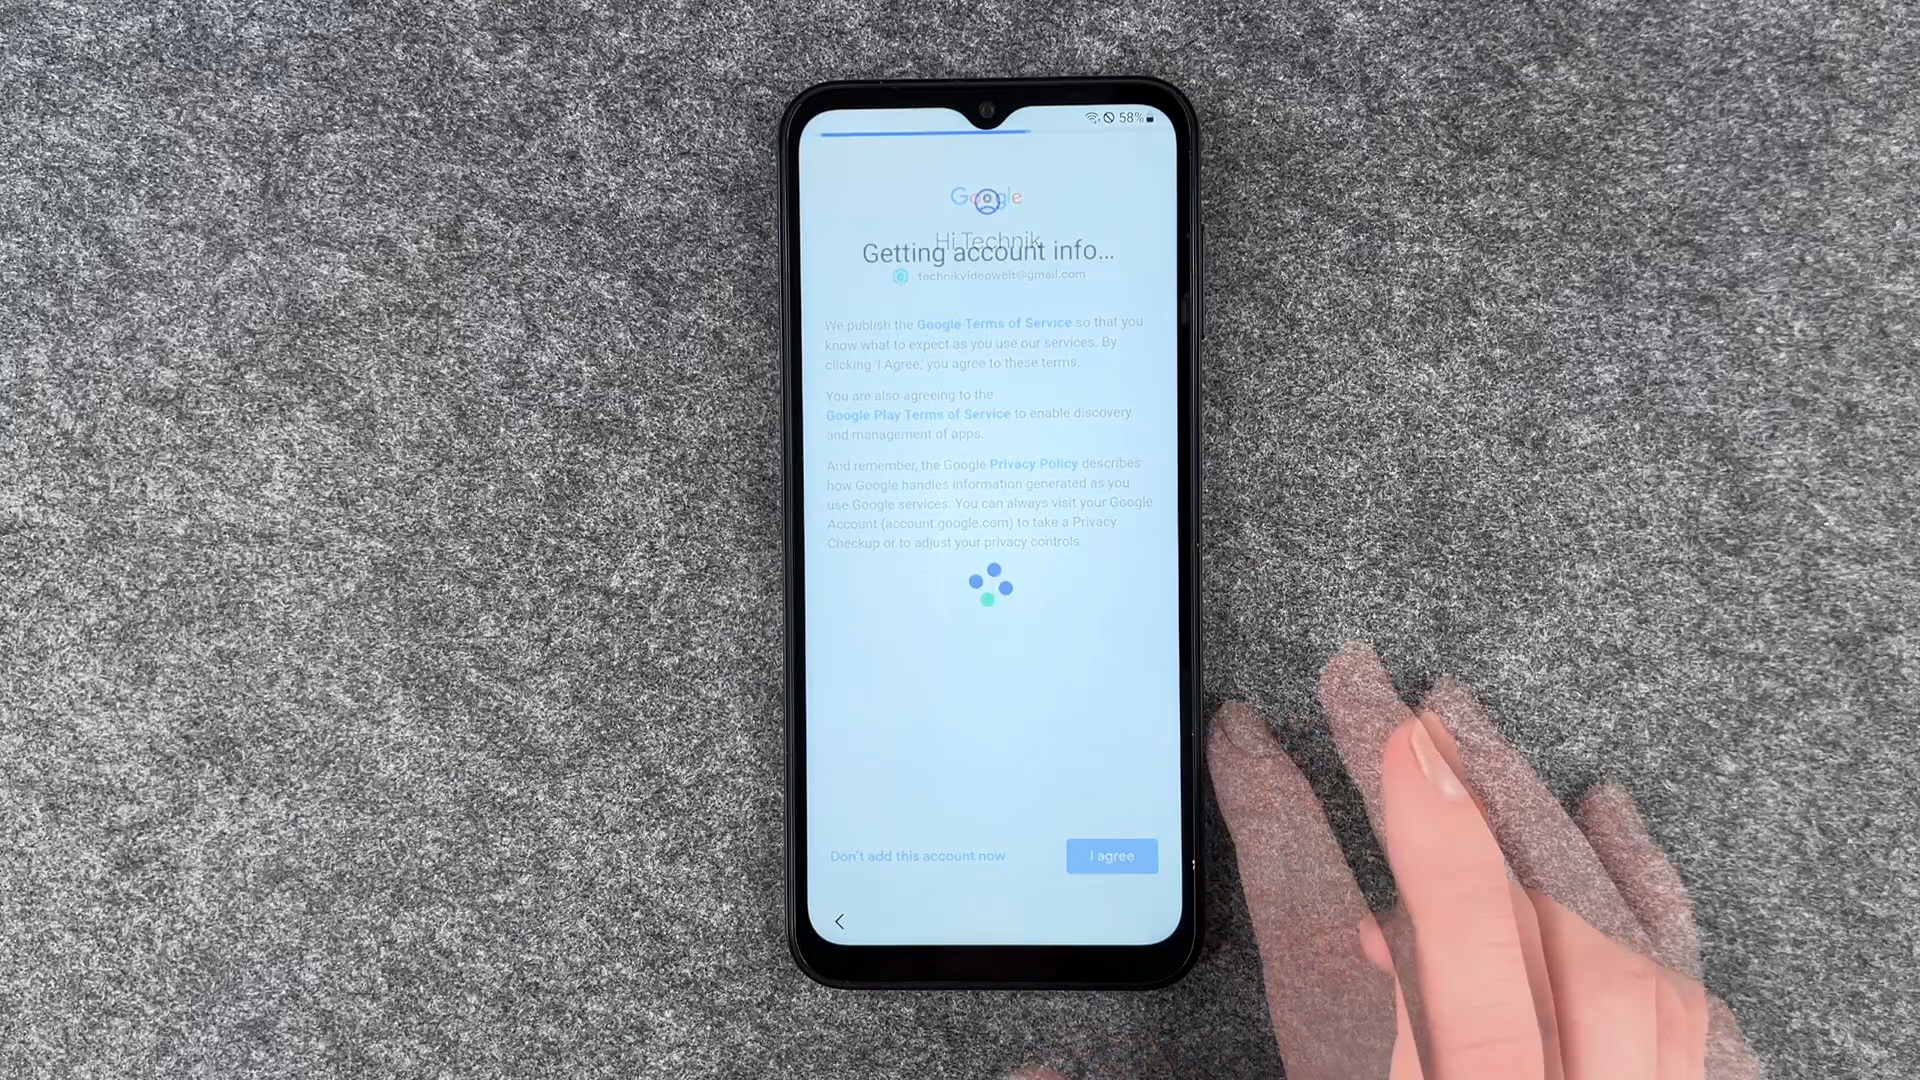 58%
Google
Hi Technik
Getting account info...
technikvideowelt@gmail.com
We publish the Google Terms of Service so that you
know what to expect as you use our services. By
clicking 'I Agree,' you agree to these terms.
You are also agreeing to the
Google Play Terms of Service to enable discovery
and management of apps.
And remember, the Google Privacy Policy describes
how Google handles information generated as you
use Google services. You can always visit your Google
Account (account.google.com) to take a Privacy
Checkup or to adjust your privacy controls.
Don't add this account now
I agree